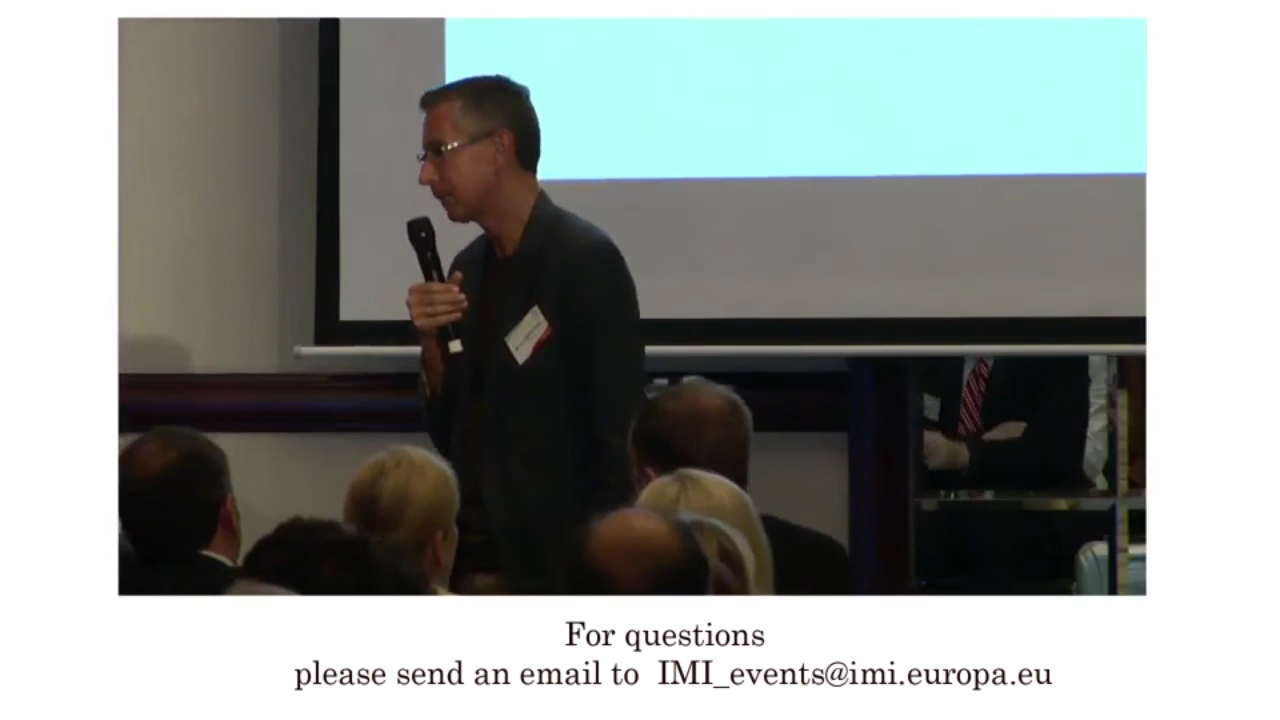 For questions
please send an email to IMI_events@imi.europa.eu